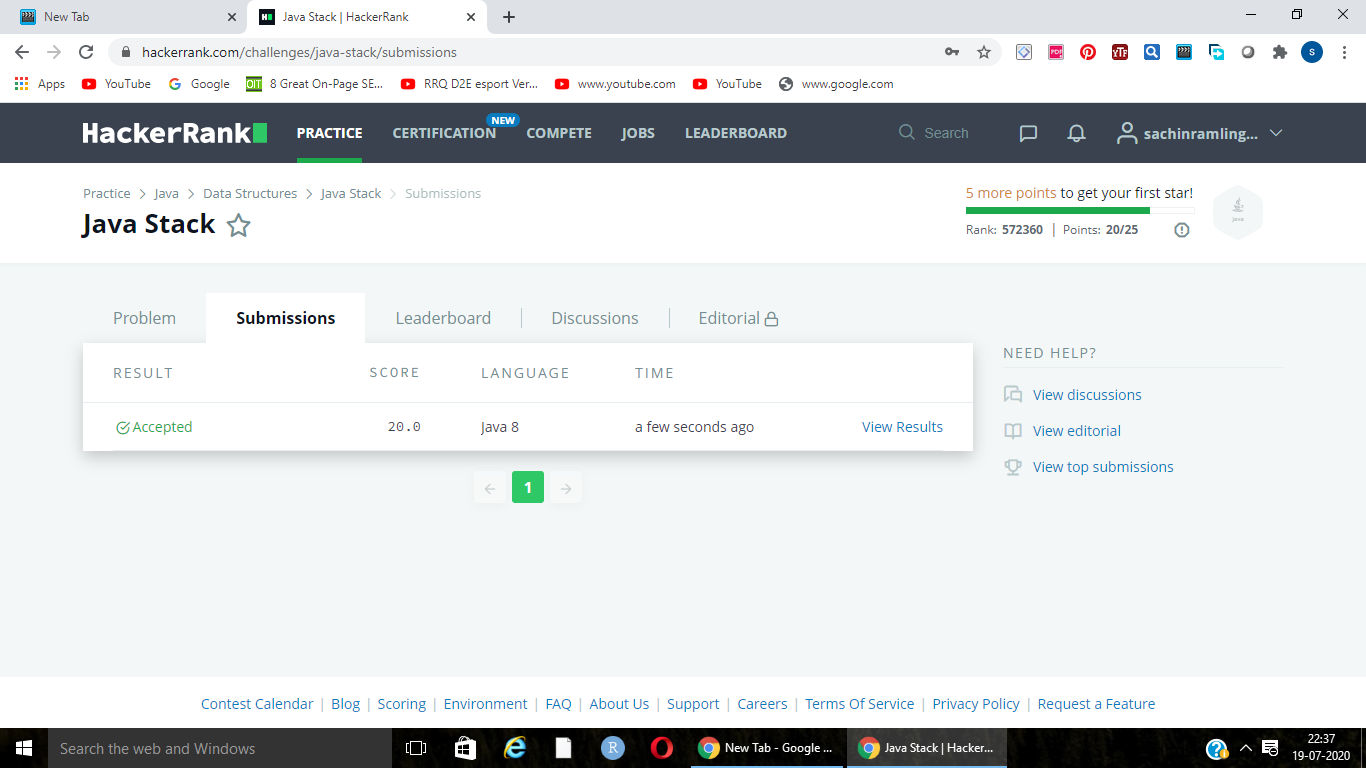 New Tab
Java Stack | HackerRank
hackerrank.com/challenges/java-stack/submissions
PDF
YTF
S
Apps YouTube Google OIT 8 Great On-Page SE... RRQ D2E esport Ver... www.youtube.com YouTube www.google.com
HackerRank PRACTICE CERTIFICATION NEW COMPETE JOBS LEADERBOARD Search sachinramling...
Practice > Java > Data Structures > Java Stack > Submissions
Java Stack
5 more points to get your first star!
Rank: 572360 | Points: 20/25
Java
Problem Submissions Leaderboard Discussions Editorial
RESULT SCORE LANGUAGE TIME
Accepted 20.0 Java 8 a few seconds ago View Results
1
NEED HELP?
View discussions
View editorial
View top submissions
Contest Calendar | Blog | Scoring | Environment | FAQ | About Us | Support | Careers | Terms Of Service | Privacy Policy | Request a Feature
Search the web and Windows
R
New Tab - Google ...
Java Stack | Hacker...
22:37
19-07-2020